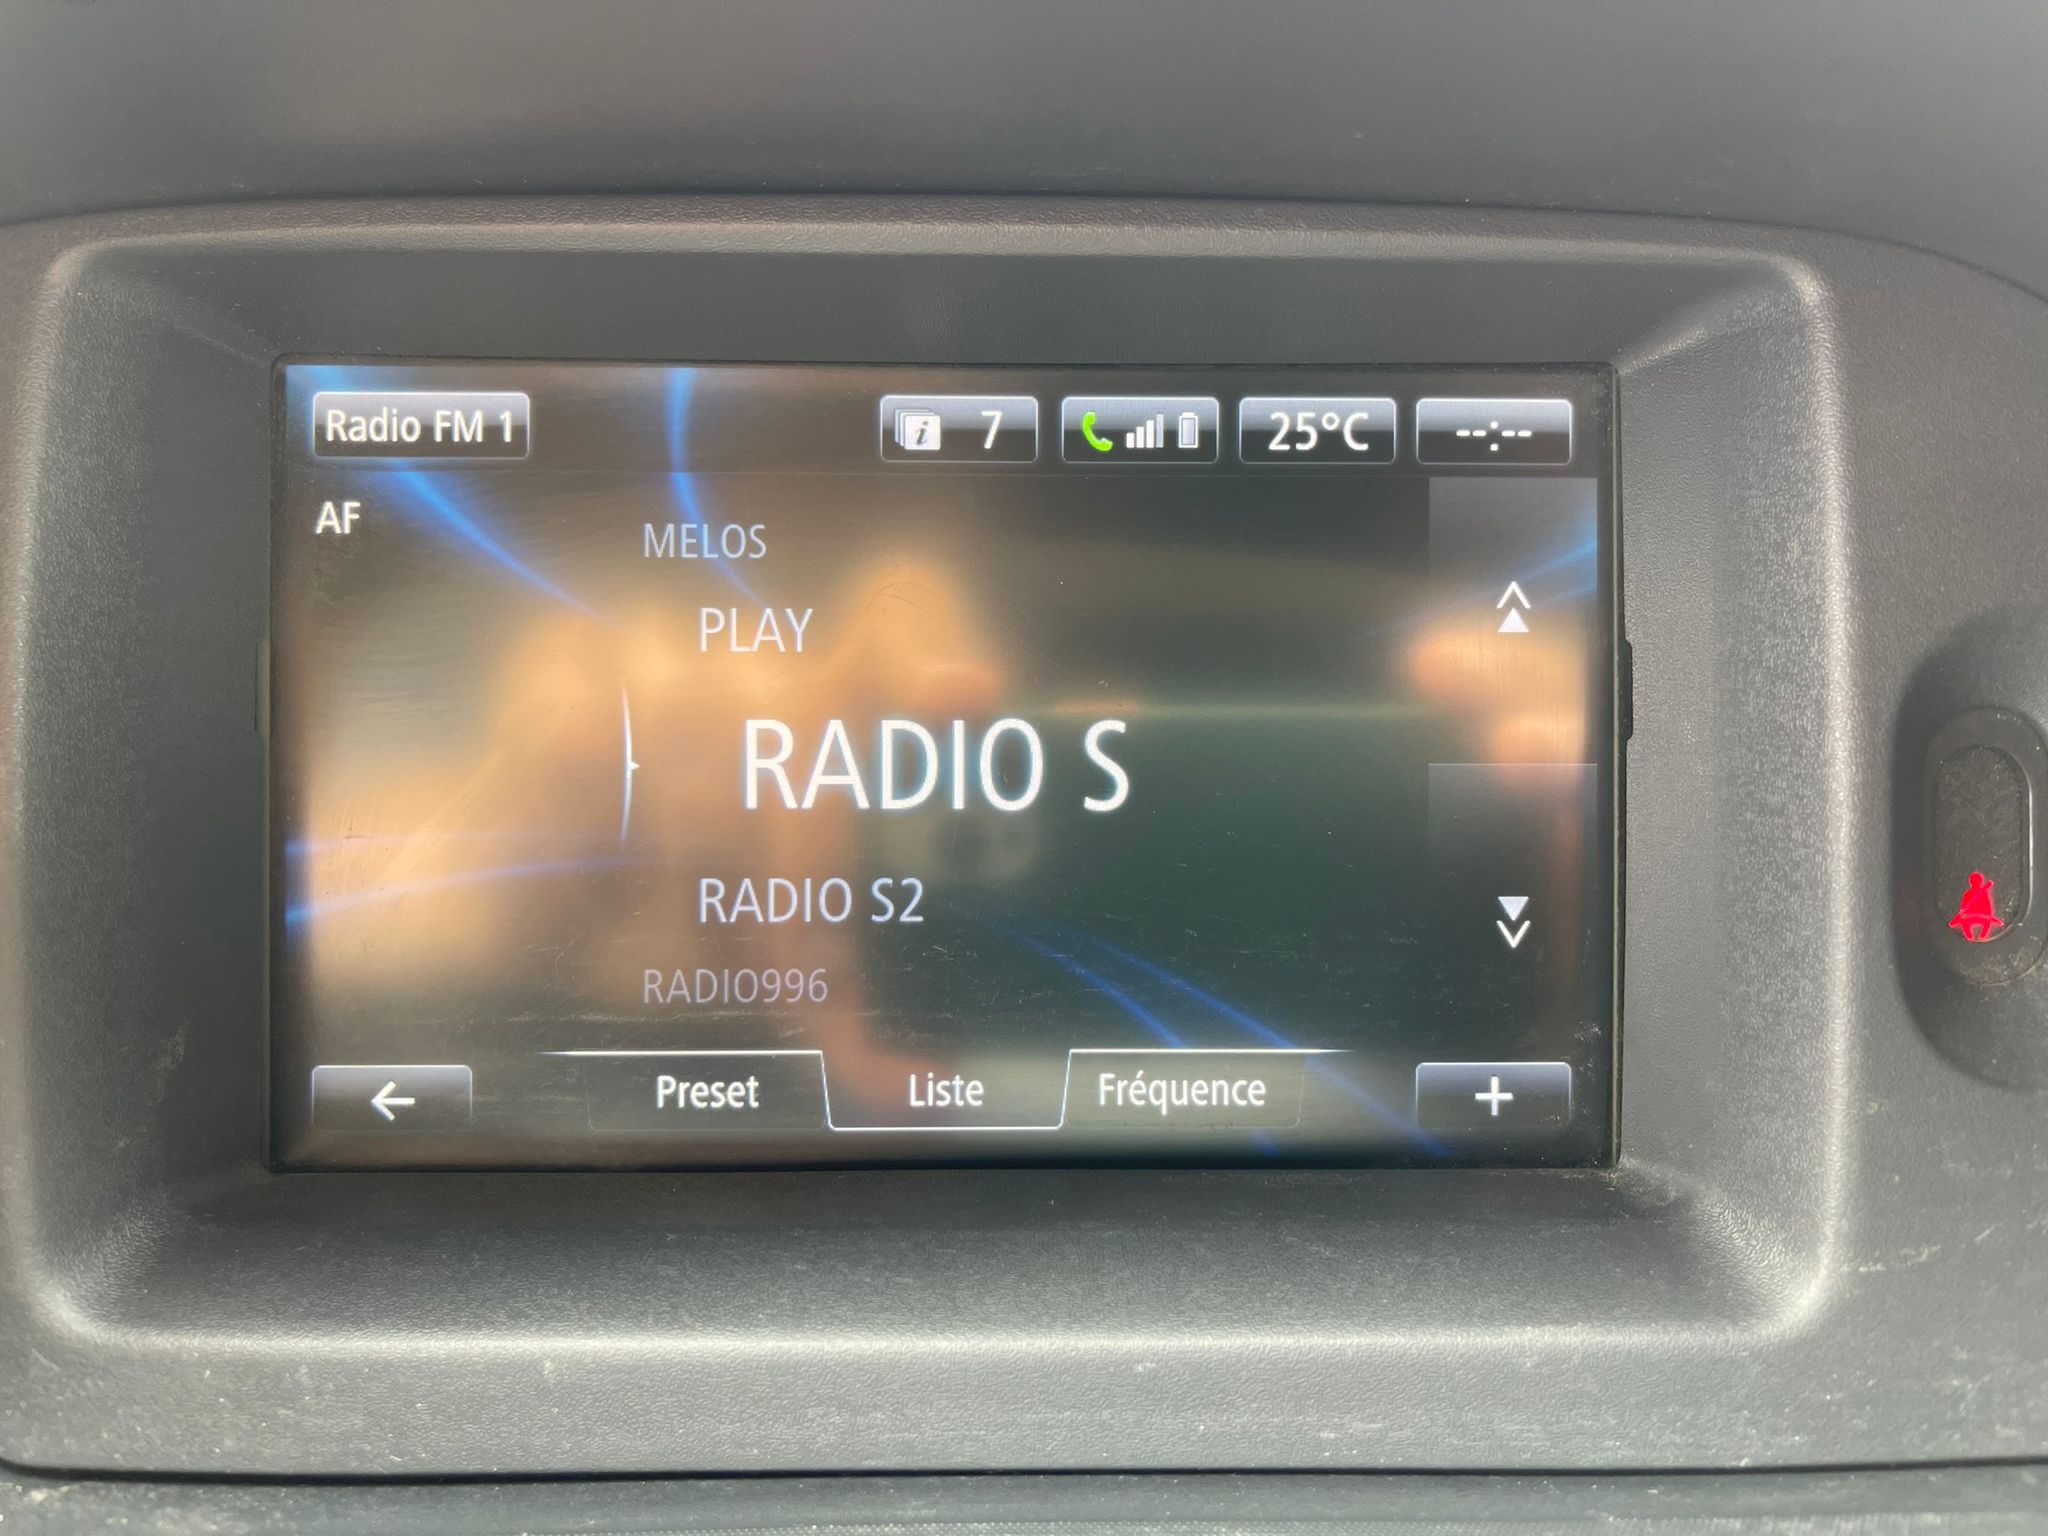 Radio FM 1
7
25°C
--:--
AF
MELOS
PLAY
RADIO S
RADIO S2
RADIO996
Preset
Liste
Fréquence
+